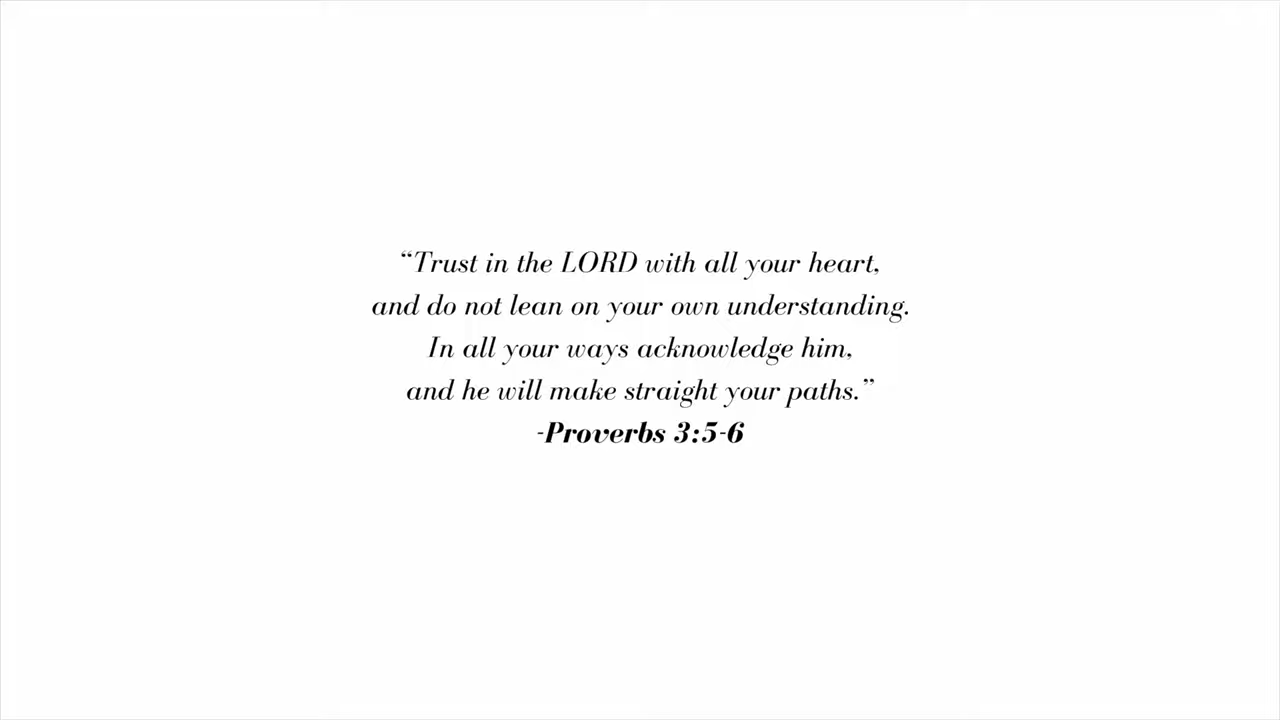 “Trust in the LORD with all your heart,
and do not lean on your own understanding.
In all your ways acknowledge him,
and he will make straight your paths.”
-Proverbs 3:5-6